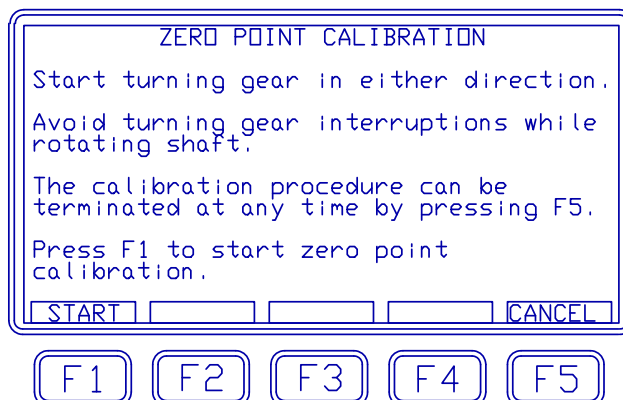 ZERO POINT CALIBRATION
Start turning gear in either direction.
Avoid turning gear interruptions while
rotating shaft.
The calibration procedure can be
terminated at any time by pressing F5.
Press F1 to start zero point
calibration.
START CANCEL
F1 F2 F3 F4 F5